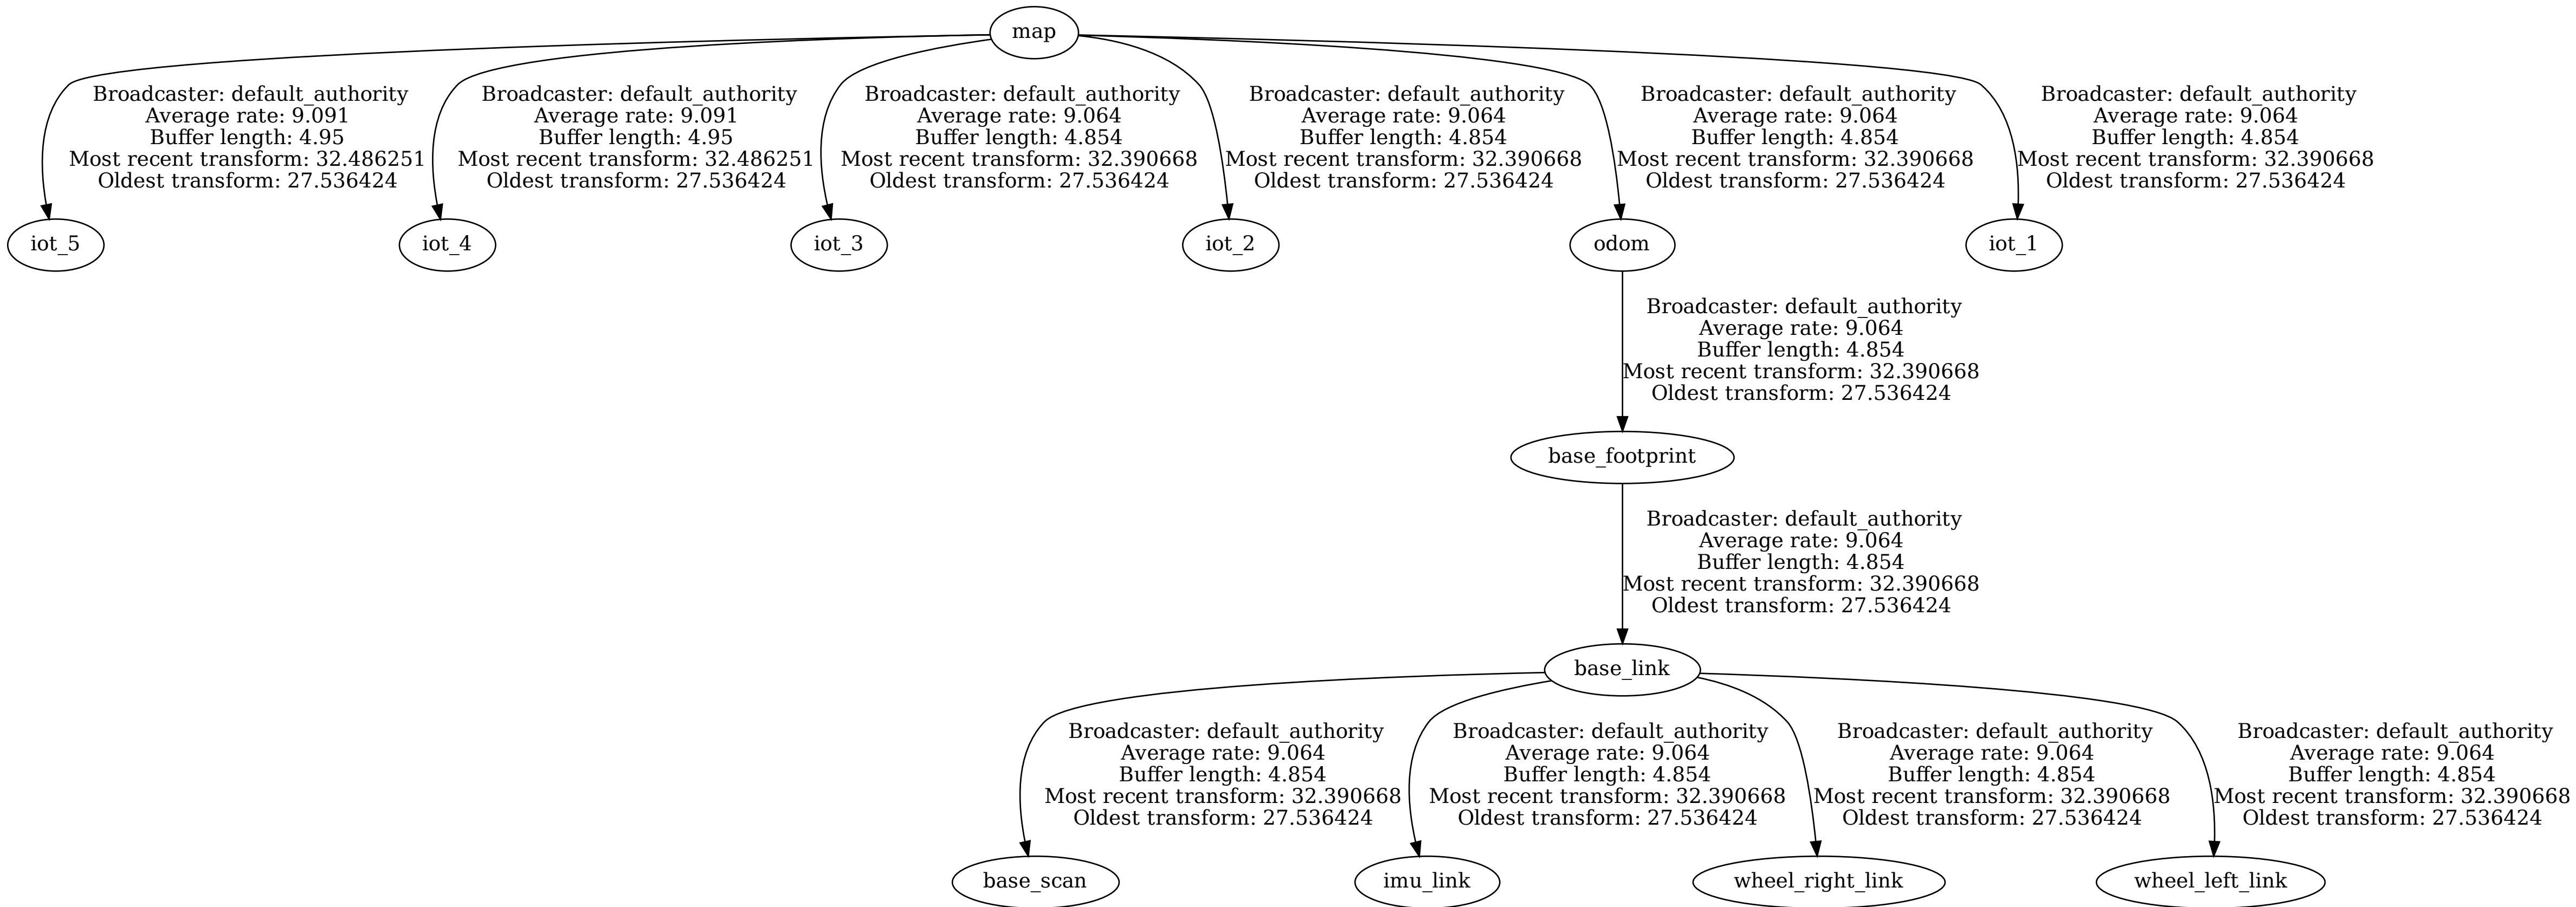 map
Broadcaster: default_authority
Average rate: 9.091
Buffer length: 4.95
Most recent transform: 32.486251
Oldest transform: 27.536424
Broadcaster: default_authority
Average rate: 9.091
Buffer length: 4.95
Most recent transform: 32.486251
Oldest transform: 27.536424
Broadcaster: default_authority
Average rate: 9.064
Buffer length: 4.854
Most recent transform: 32.390668
Oldest transform: 27.536424
Broadcaster: default_authority
Average rate: 9.064
Buffer length: 4.854
Most recent transform: 32.390668
Oldest transform: 27.536424
Broadcaster: default_authority
Average rate: 9.064
Buffer length: 4.854
Most recent transform: 32.390668
Oldest transform: 27.536424
Broadcaster: default_authority
Average rate: 9.064
Buffer length: 4.854
Most recent transform: 32.390668
Oldest transform: 27.536424
iot_5
iot_4
iot_3
iot_2
odom
iot_1
Broadcaster: default_authority
Average rate: 9.064
Buffer length: 4.854
Most recent transform: 32.390668
Oldest transform: 27.536424
base_footprint
Broadcaster: default_authority
Average rate: 9.064
Buffer length: 4.854
Most recent transform: 32.390668
Oldest transform: 27.536424
base_link
Broadcaster: default_authority
Average rate: 9.064
Buffer length: 4.854
Most recent transform: 32.390668
Oldest transform: 27.536424
Broadcaster: default_authority
Average rate: 9.064
Buffer length: 4.854
Most recent transform: 32.390668
Oldest transform: 27.536424
Broadcaster: default_authority
Average rate: 9.064
Buffer length: 4.854
Most recent transform: 32.390668
Oldest transform: 27.536424
Broadcaster: default_authority
Average rate: 9.064
Buffer length: 4.854
Most recent transform: 32.390668
Oldest transform: 27.536424
base_scan
imu_link
wheel_right_link
wheel_left_link